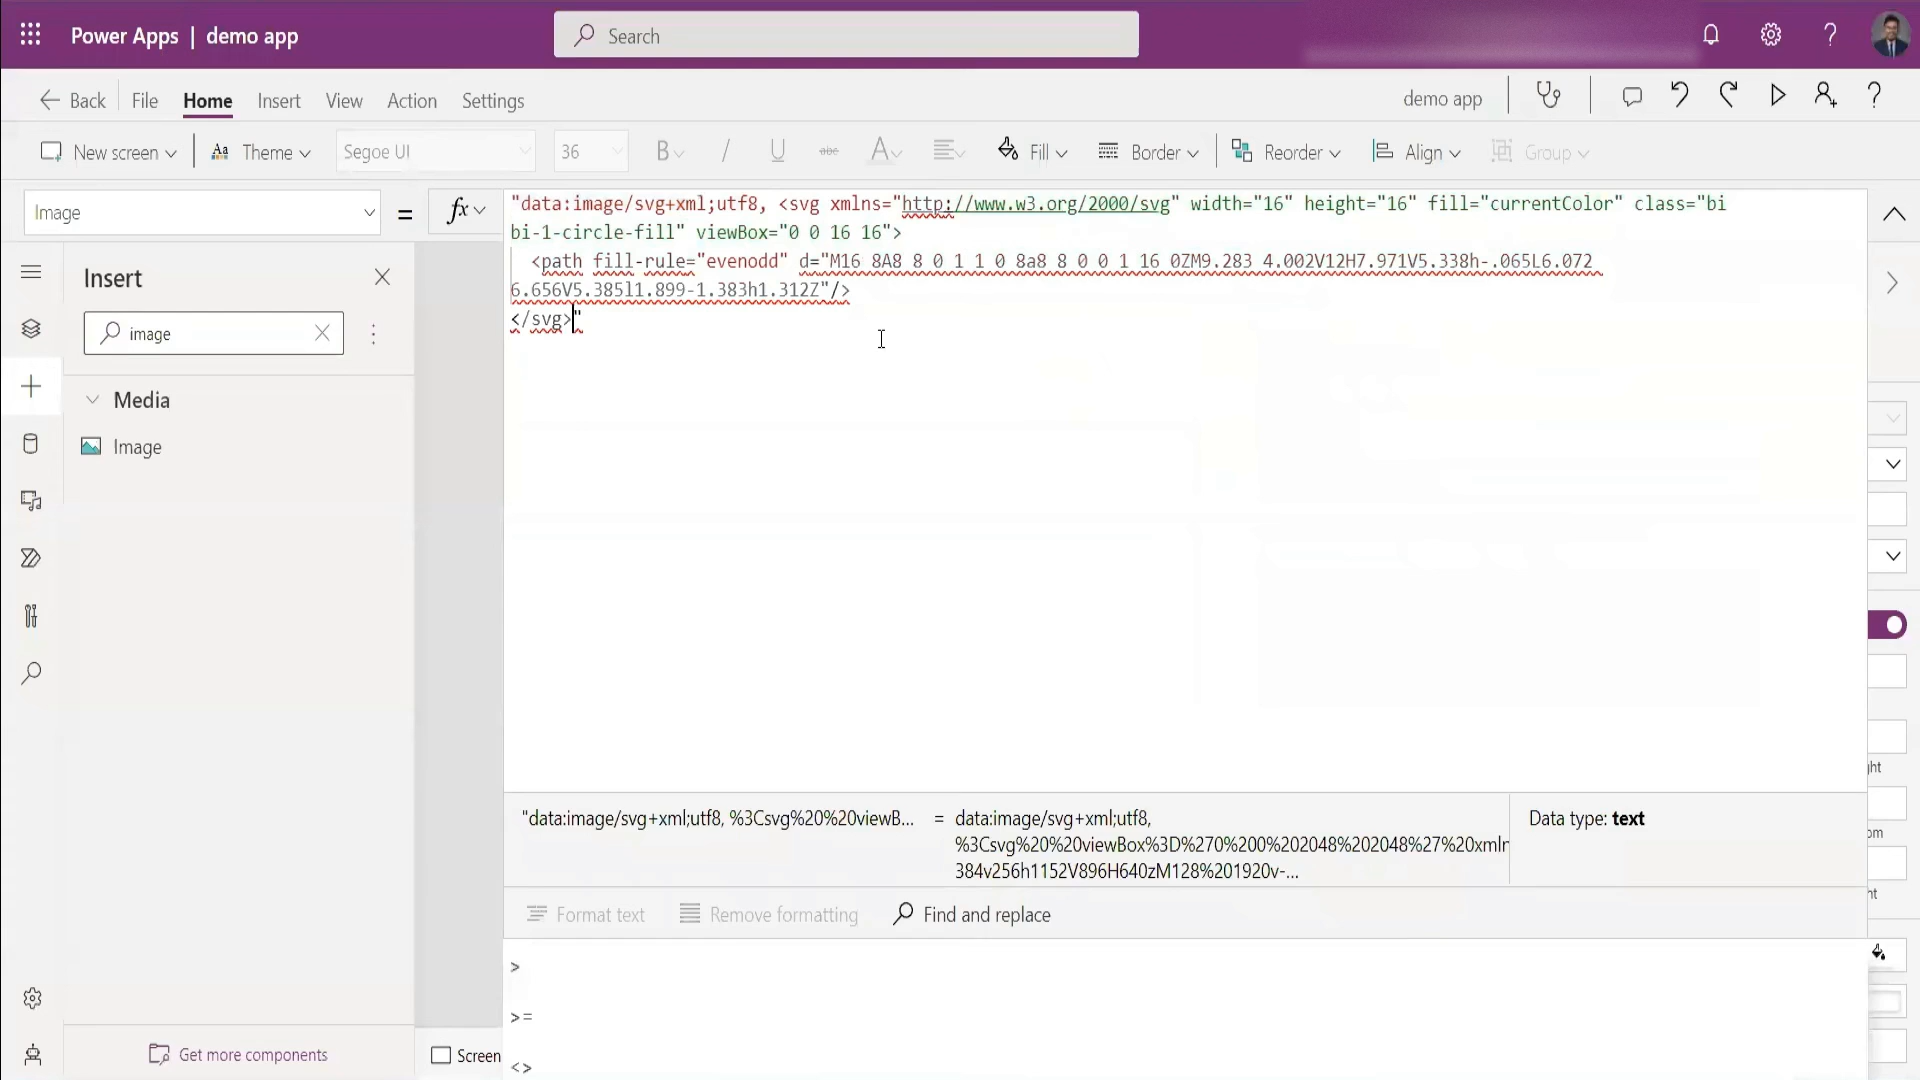 Power Apps | demo app
Search
Back File Home Insert View Action Settings
demo app
New screen Theme Segoe UI 36 B / U abc A Fill Border Reorder Align Group
Image = fx
"data:image/svg+xml;utf8, <svg xmlns="http://www.w3.org/2000/svg" width="16" height="16" fill="currentColor" class="bi
bi-1-circle-fill" viewBox="0 0 16 16">
<path fill-rule="evenodd" d="M16 8A8 8 0 1 1 0 8a8 8 0 0 1 16 0ZM9.283 4.002V12H7.971V5.338h-.065L6.072
6.656V5.385l1.899-1.383h1.312Z"/>
</svg>"
Insert
image
Media
Image
ght
om
ht
"data:image/svg+xml;utf8, %3Csvg%20%20viewB... = data:image/svg+xml;utf8,
%3Csvg%20%20viewBox%3D%270%200%202048%202048%27%20xmln
384v256h1152V896H640zM128%201920v-...
Data type: text
Format text Remove formatting Find and replace
>
>=
<>
Get more components
Screen